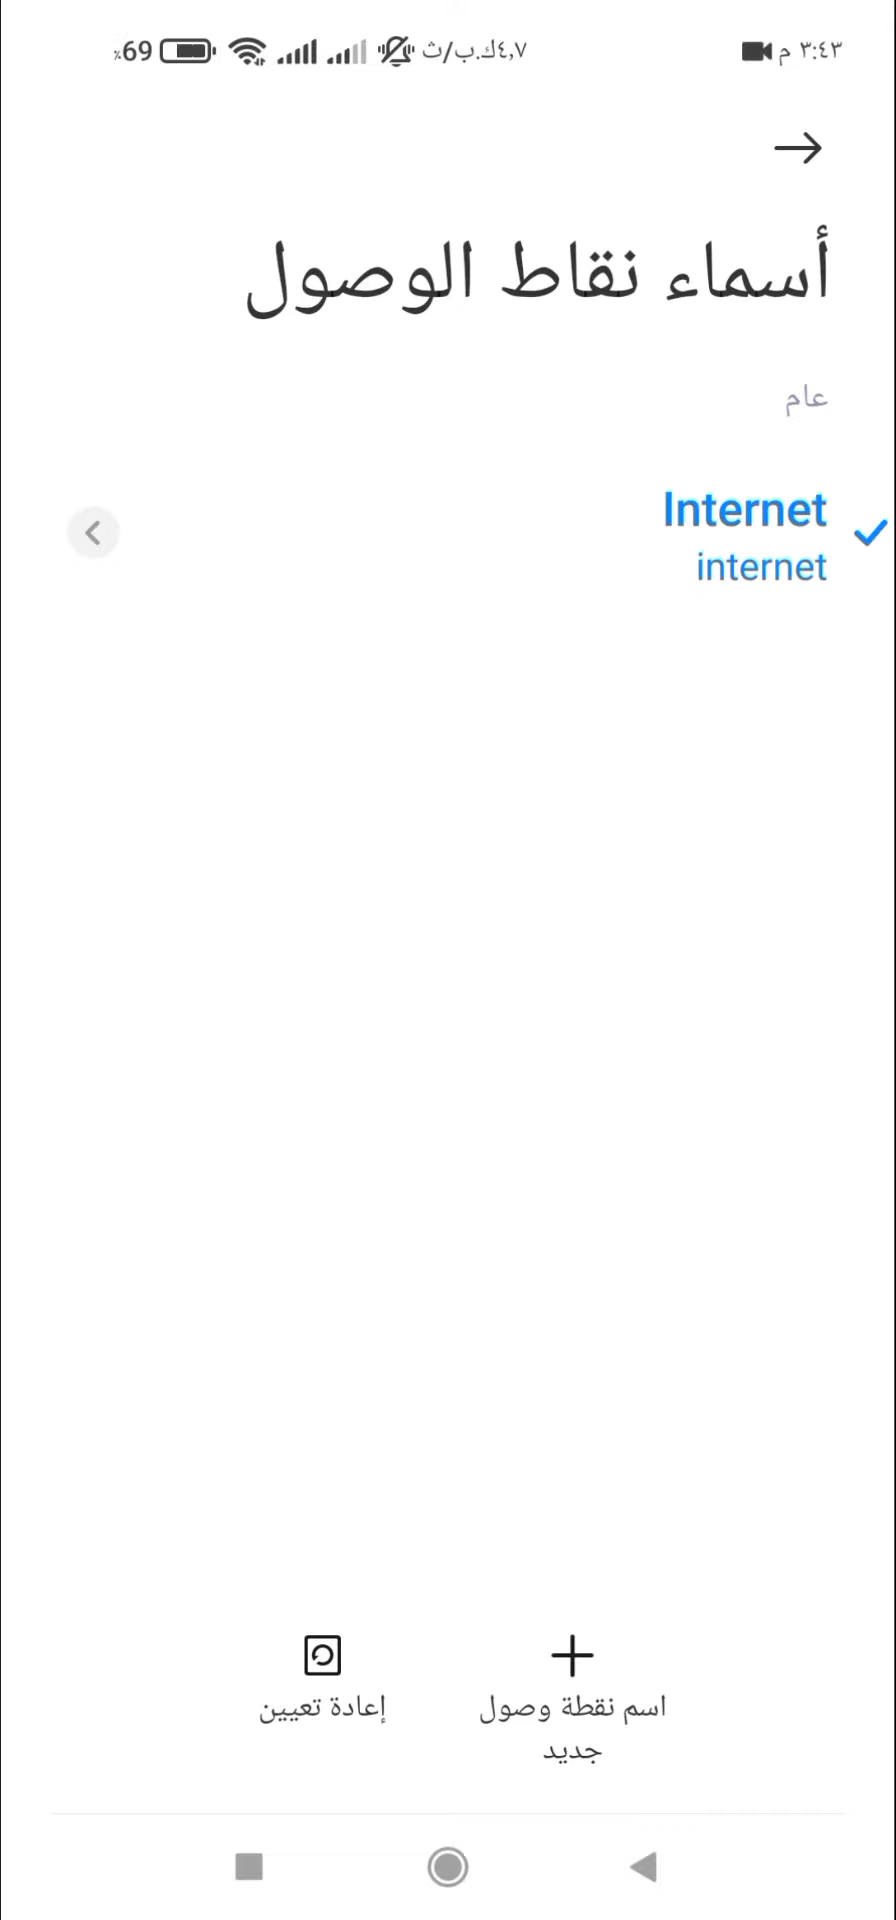 ٣:٤٣ م ٤,٧ك.ب/ث 69٪
أسماء نقاط الوصول
عام
Internet
internet
اسم نقطة وصول جديد
إعادة تعيين